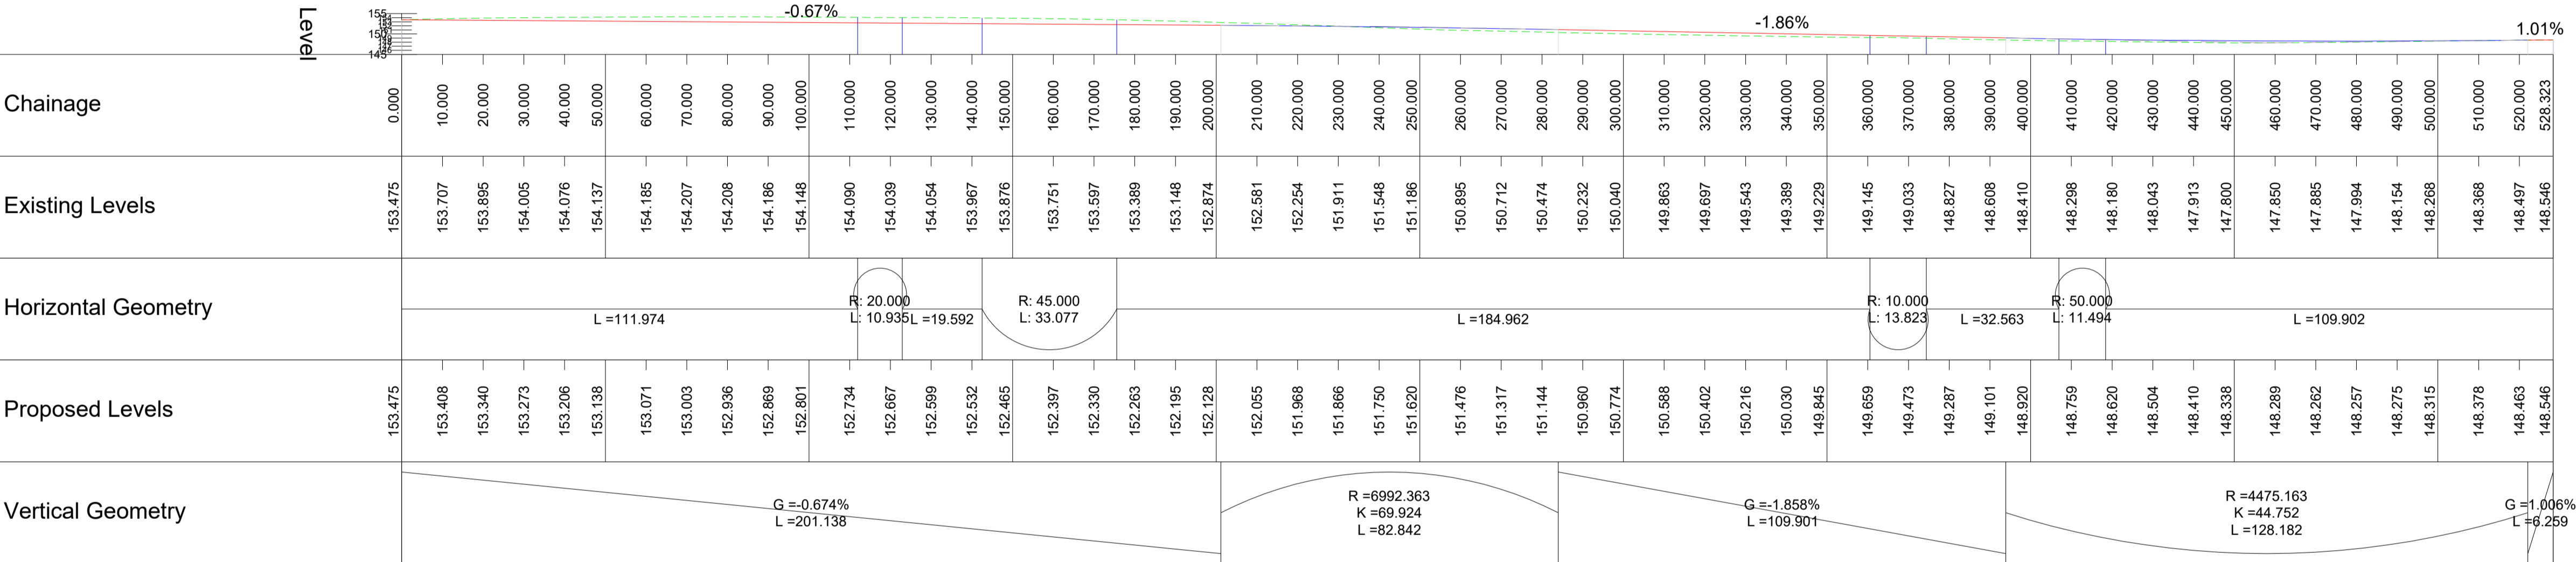 Level
155
150
145
-0.67%
-1.86%
1.01%
Chainage
0.000 10.000 20.000 30.000 40.000 50.000 60.000 70.000 80.000 90.000 100.000 110.000 120.000 130.000 140.000 150.000 160.000 170.000 180.000 190.000 200.000 210.000 220.000 230.000 240.000 250.000 260.000 270.000 280.000 290.000 300.000 310.000 320.000 330.000 340.000 350.000 360.000 370.000 380.000 390.000 400.000 410.000 420.000 430.000 440.000 450.000 460.000 470.000 480.000 490.000 500.000 510.000 520.000 528.323
Existing Levels
153.475 153.707 153.895 154.005 154.076 154.137 154.185 154.207 154.208 154.186 154.148 154.090 154.039 154.054 153.967 153.876 153.751 153.597 153.389 153.148 152.874 152.581 152.254 151.911 151.548 151.186 150.895 150.712 150.474 150.232 150.040 149.863 149.697 149.543 149.389 149.229 149.145 149.033 148.827 148.608 148.410 148.298 148.180 148.043 147.913 147.800 147.850 147.885 147.994 148.154 148.268 148.368 148.497 148.546
Horizontal Geometry
L =111.974
R: 20.000
L: 10.935
L =19.592
R: 45.000
L: 33.077
L =184.962
R: 10.000
L: 13.823
L =32.563
R: 50.000
L: 11.494
L =109.902
Proposed Levels
153.475 153.408 153.340 153.273 153.206 153.138 153.071 153.003 152.936 152.869 152.801 152.734 152.667 152.599 152.532 152.465 152.397 152.330 152.263 152.195 152.128 152.055 151.968 151.866 151.750 151.620 151.476 151.317 151.144 150.960 150.774 150.588 150.402 150.216 150.030 149.845 149.659 149.473 149.287 149.101 148.920 148.759 148.620 148.504 148.410 148.338 148.289 148.262 148.257 148.275 148.315 148.378 148.463 148.546
Vertical Geometry
G =-0.674%
L =201.138
R =6992.363
K =69.924
L =82.842
G =-1.858%
L =109.901
R =4475.163
K =44.752
L =128.182
G =1.006%
L =6.259